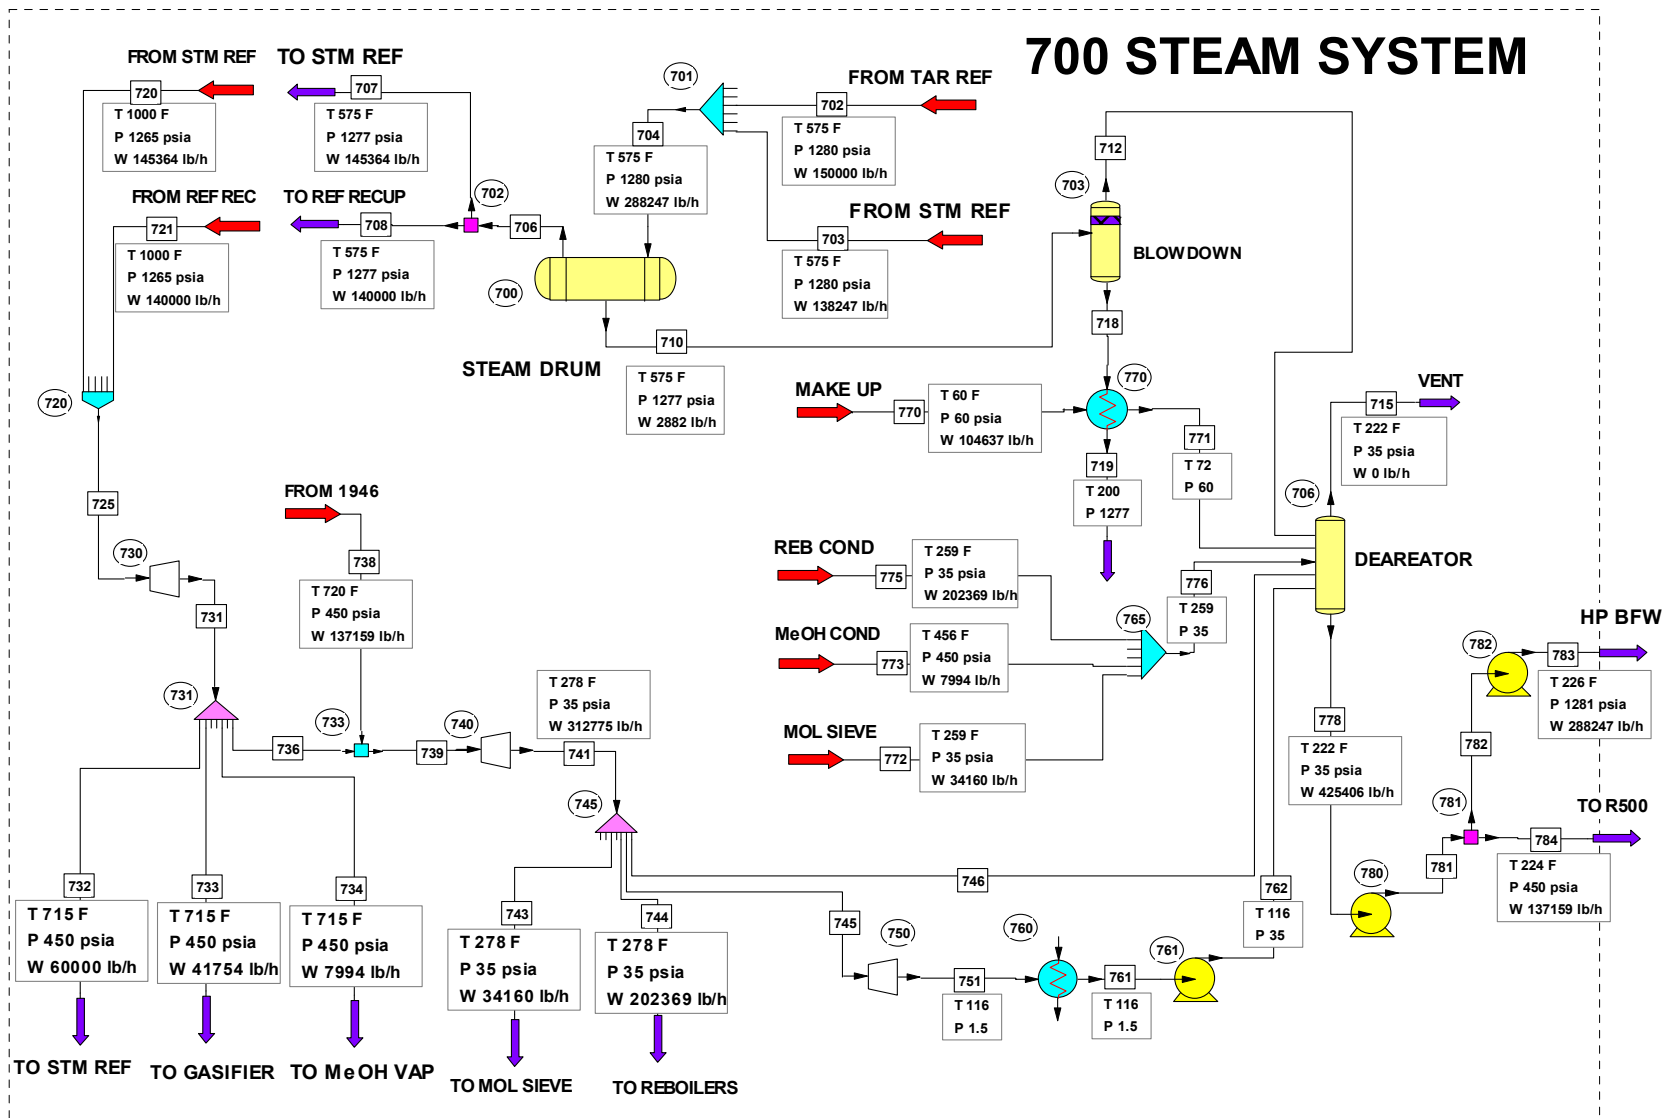 700 STEAM SYSTEM
FROM STM REF
720
T 1000 F
P 1265 psia
W 145364 lb/h
TO STM REF
707
T 575 F
P 1277 psia
W 145364 lb/h
FROM REF REC
721
T 1000 F
P 1265 psia
W 140000 lb/h
TO REF RECUP
708
T 575 F
P 1277 psia
W 140000 lb/h
702
706
700
STEAM DRUM
701
704
T 575 F
P 1280 psia
W 288247 lb/h
FROM TAR REF
702
T 575 F
P 1280 psia
W 150000 lb/h
FROM STM REF
703
T 575 F
P 1280 psia
W 138247 lb/h
710
T 575 F
P 1277 psia
W 2882 lb/h
712
703
BLOWDOWN
718
770
MAKE UP
770
T 60 F
P 60 psia
W 104637 lb/h
771
T 72
P 60
719
T 200
P 1277
VENT
715
T 222 F
P 35 psia
W 0 lb/h
706
DEAREATOR
720
725
730
731
FROM 1946
738
T 720 F
P 450 psia
W 137159 lb/h
731
736
733
739
740
741
T 278 F
P 35 psia
W 312775 lb/h
745
REB COND
775
T 259 F
P 35 psia
W 202369 lb/h
MeOH COND
773
T 456 F
P 450 psia
W 7994 lb/h
MOL SIEVE
772
T 259 F
P 35 psia
W 34160 lb/h
765
776
T 259
P 35
778
T 222 F
P 35 psia
W 425406 lb/h
HP BFW
782
783
T 226 F
P 1281 psia
W 288247 lb/h
782
781
TO R500
784
T 224 F
P 450 psia
W 137159 lb/h
781
780
732
T 715 F
P 450 psia
W 60000 lb/h
TO STM REF
733
T 715 F
P 450 psia
W 41754 lb/h
TO GASIFIER
734
T 715 F
P 450 psia
W 7994 lb/h
TO MeOH VAP
743
T 278 F
P 35 psia
W 34160 lb/h
TO MOL SIEVE
744
T 278 F
P 35 psia
W 202369 lb/h
TO REBOILERS
746
745
750
751
T 116
P 1.5
760
761
T 116
P 1.5
761
762
T 116
P 35